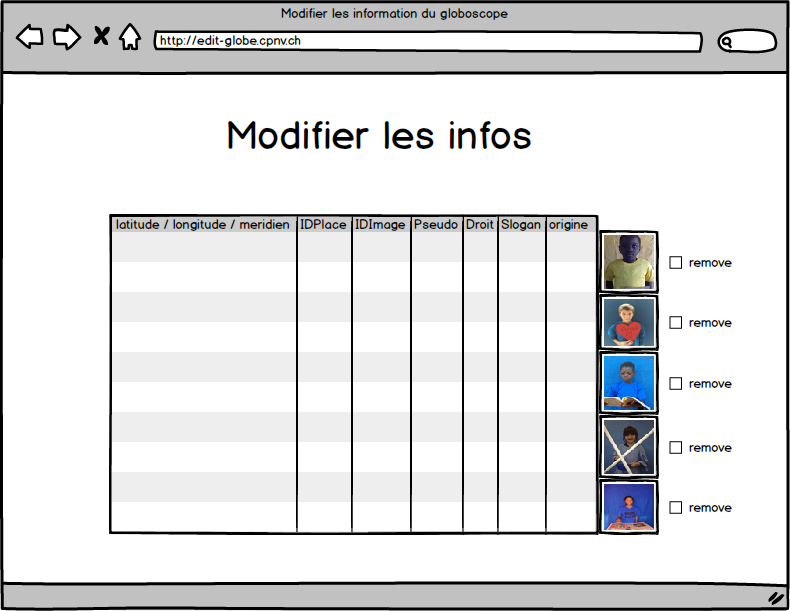 Modifier les information du globoscope
http://edit-globe.cpnv.ch
Modifier les infos
latitude / longitude / meridien IDPlace IDImage Pseudo Droit Slogan origine
remove
remove
remove
remove
remove